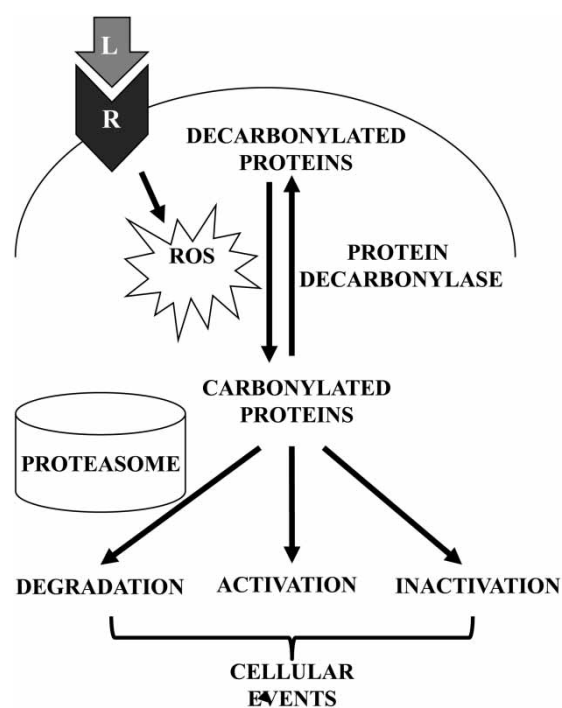 L
R
DECARBONYLATED
PROTEINS
ROS
PROTEIN
DECARBONYLASE
CARBONYLATED
PROTEINS
PROTEASOME
DEGRADATION
ACTIVATION
INACTIVATION
CELLULAR
EVENTS